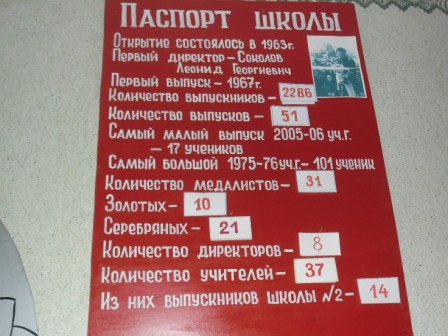 Паспорт школы
Открытие состоялось в 1963г.
Первый директор – Соколов
Леонид Георгиевич
Первый выпуск – 1967г.
Количество выпускников – 2286
Количество выпусков – 51
Самый малый выпуск 2005-06 уч.г.
– 17 учеников
Самый большой 1975-76 уч.г. – 101 ученик
Количество медалистов – 31
Золотых – 10
Серебряных – 21
Количество директоров – 8
Количество учителей – 37
Из них выпускников школы №2 – 14